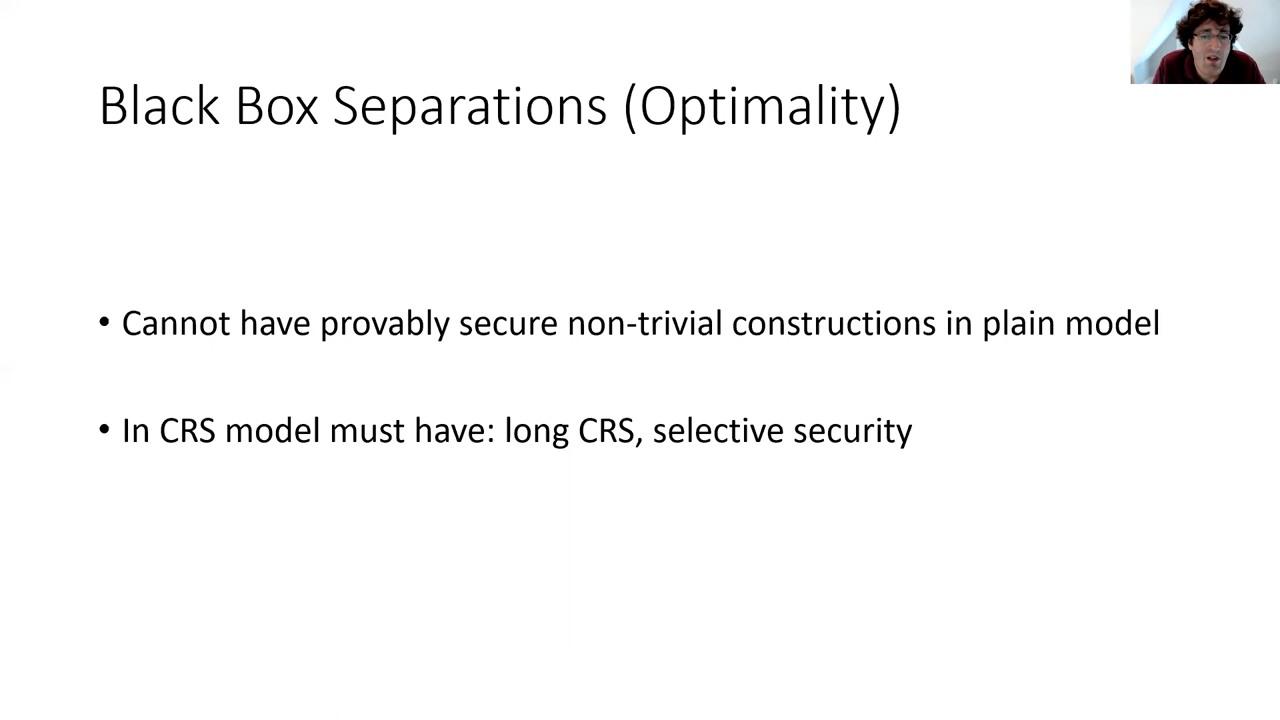 Black Box Separations (Optimality)
• Cannot have provably secure non-trivial constructions in plain model
• In CRS model must have: long CRS, selective security